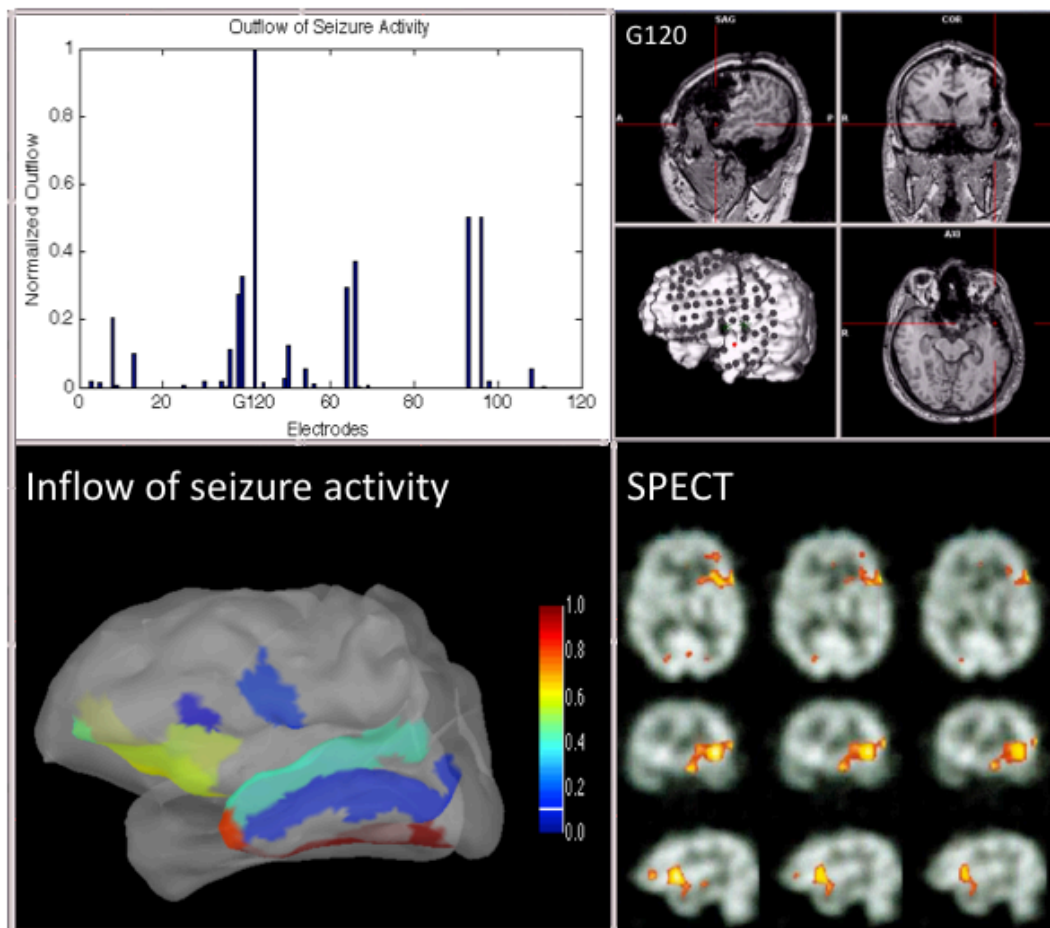 Outflow of Seizure Activity
1
0.8
0.6
0.4
0.2
0
Normalized Outflow
0 20 G120 60 80 100 120
Electrodes
G120
SAG
A
P
COR
R
AXI
R
Inflow of seizure activity
1.0
0.8
0.6
0.4
0.2
0.0
SPECT